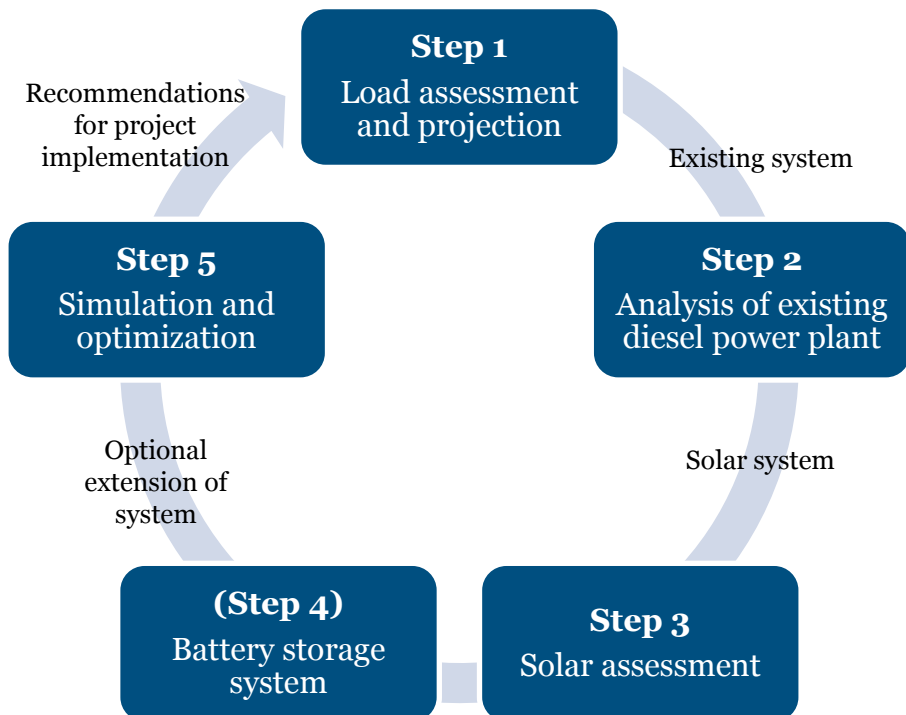 Step 1
Load assessment
and projection
Existing system
Step 2
Analysis of existing
diesel power plant
Solar system
Step 3
Solar assessment
(Step 4)
Battery storage
system
Optional
extension of
system
Step 5
Simulation and
optimization
Recommendations
for project
implementation